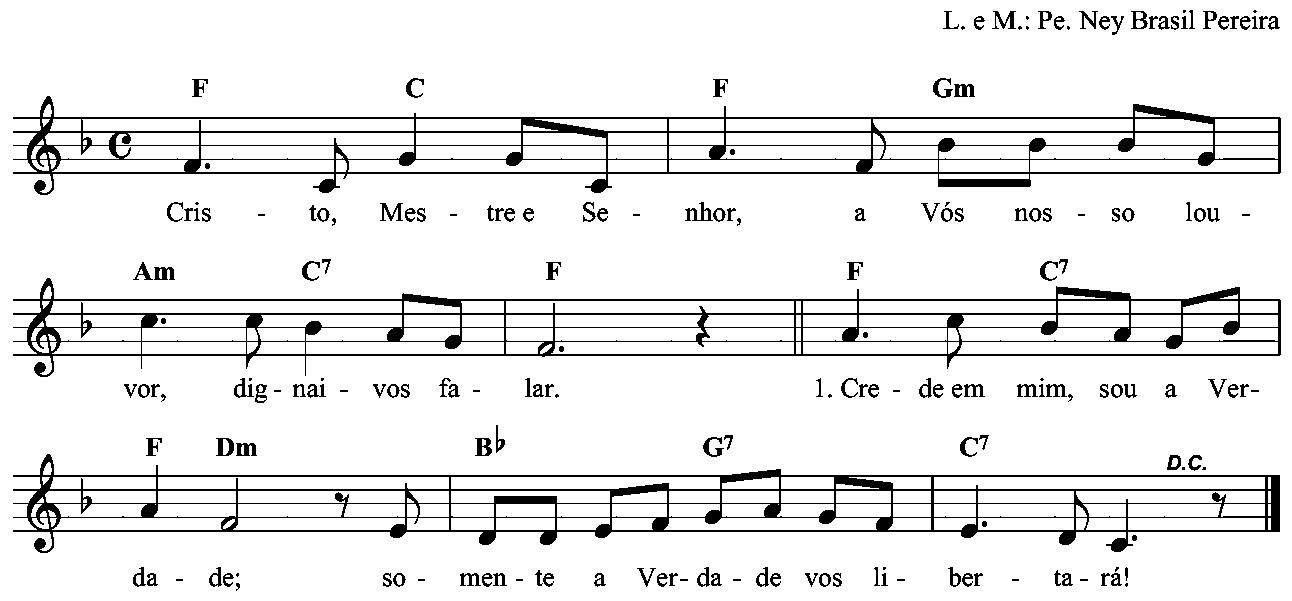 L. e M.: Pe. Ney Brasil Pereira
F C F Gm
Cris - to, Mes - tre e Se - nhor, a Vós nos - so lou -
Am C7 F F C7
vor, dig - nai - vos fa - lar. 1. Cre - de em mim, sou a Ver-
F Dm B♭ G7 C7 D.C.
da - de; so - men - te a Ver - da - de vos li - ber - ta - rá!